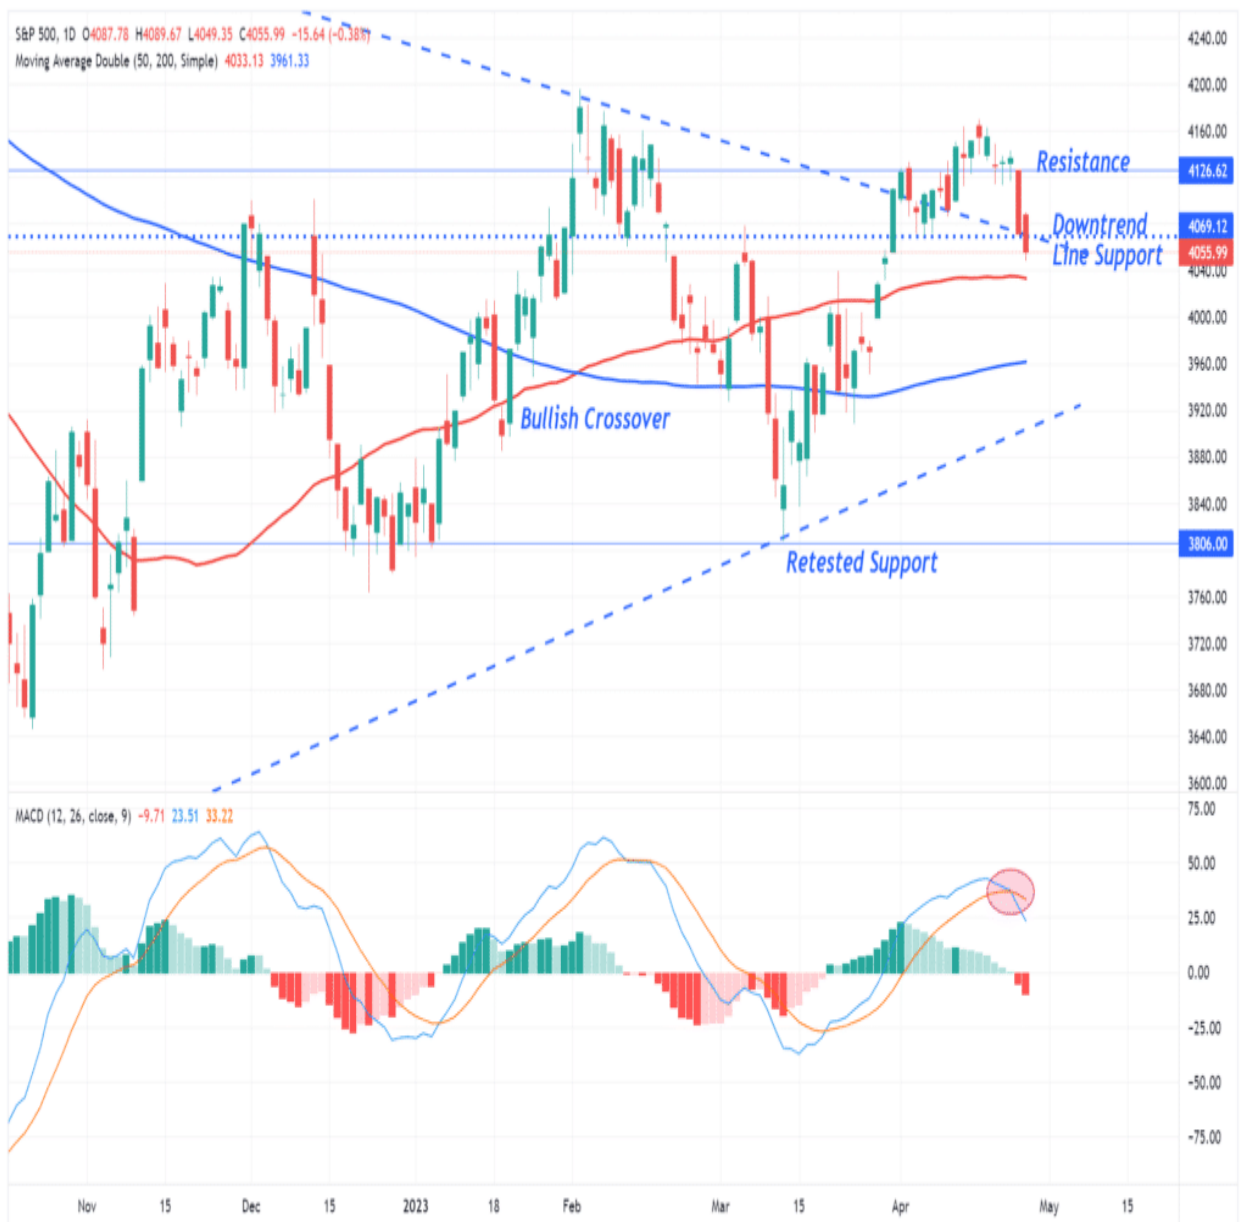 S&P 500, 1D O4087.78 H4089.67 L4049.35 C4055.99 −15.64 (−0.38%)
Moving Average Double (50, 200, Simple) 4033.13 3961.33
4240.00
4200.00
4160.00
Resistance
4126.62
Downtrend
4069.12
Line Support
4055.99
4040.00
4000.00
3960.00
Bullish Crossover
3920.00
3880.00
3840.00
3806.00
Retested Support
3760.00
3720.00
3680.00
3640.00
3600.00
MACD (12, 26, close, 9) −9.71 23.51 33.22
75.00
50.00
25.00
0.00
−25.00
−50.00
−75.00
Nov 15 Dec 15 2023 18 Feb Mar 15 Apr May 15